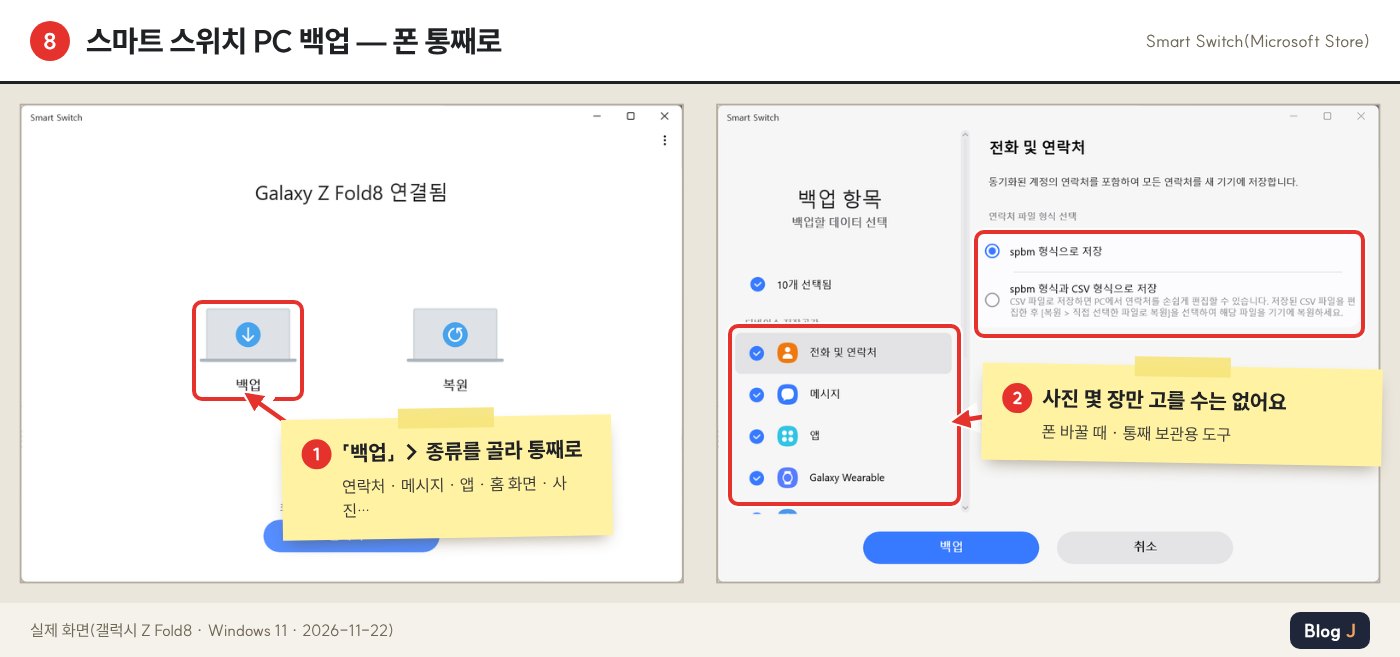 8 스마트 스위치 PC 백업 — 폰 통째로
Smart Switch(Microsoft Store)
Smart Switch
Galaxy Z Fold8 연결됨
백업
복원
1 「백업」 > 종류를 골라 통째로
연락처 · 메시지 · 앱 · 홈 화면 · 사
진…
Smart Switch
백업 항목
백업할 데이터 선택
10개 선택됨
전화 및 연락처
메시지
앱
Galaxy Wearable
전화 및 연락처
동기화된 계정의 연락처를 포함하여 모든 연락처를 새 기기에 저장합니다.
연락처 파일 형식 선택
spbm 형식으로 저장
spbm 형식과 CSV 형식으로 저장
CSV 파일로 저장하면 PC에서 연락처를 손쉽게 편집할 수 있습니다. 저장된 CSV 파일을 편
집한 후 [복원 > 직접 선택한 파일로 복원]을 선택하여 해당 파일을 기기에 복원하세요.
2 사진 몇 장만 고를 수는 없어요
폰 바꿀 때 · 통째 보관용 도구
백업
취소
실제 화면(갤럭시 Z Fold8 · Windows 11 · 2026-11-22)
Blog J